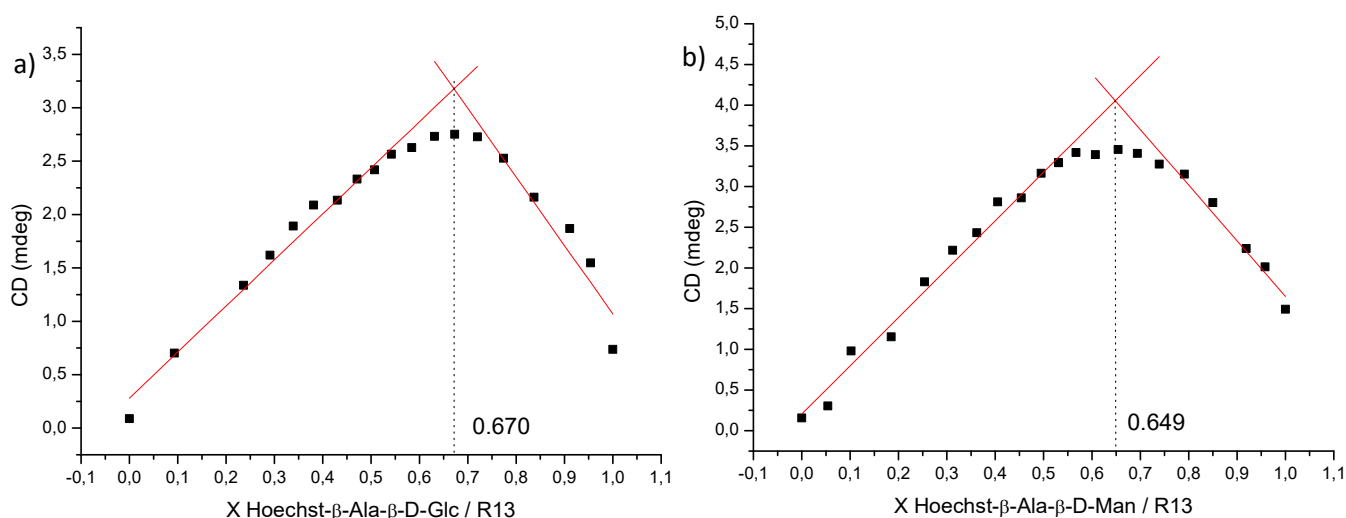 a)
CD (mdeg)
3,5
3,0
2,5
2,0
1,5
1,0
0,5
0,0
0.670
-0,1 0,0 0,1 0,2 0,3 0,4 0,5 0,6 0,7 0,8 0,9 1,0 1,1
X Hoechst-β-Ala-β-D-Glc / R13
b)
CD (mdeg)
5,0
4,5
4,0
3,5
3,0
2,5
2,0
1,5
1,0
0,5
0,0
0.649
-0,1 0,0 0,1 0,2 0,3 0,4 0,5 0,6 0,7 0,8 0,9 1,0 1,1
X Hoechst-β-Ala-β-D-Man / R13